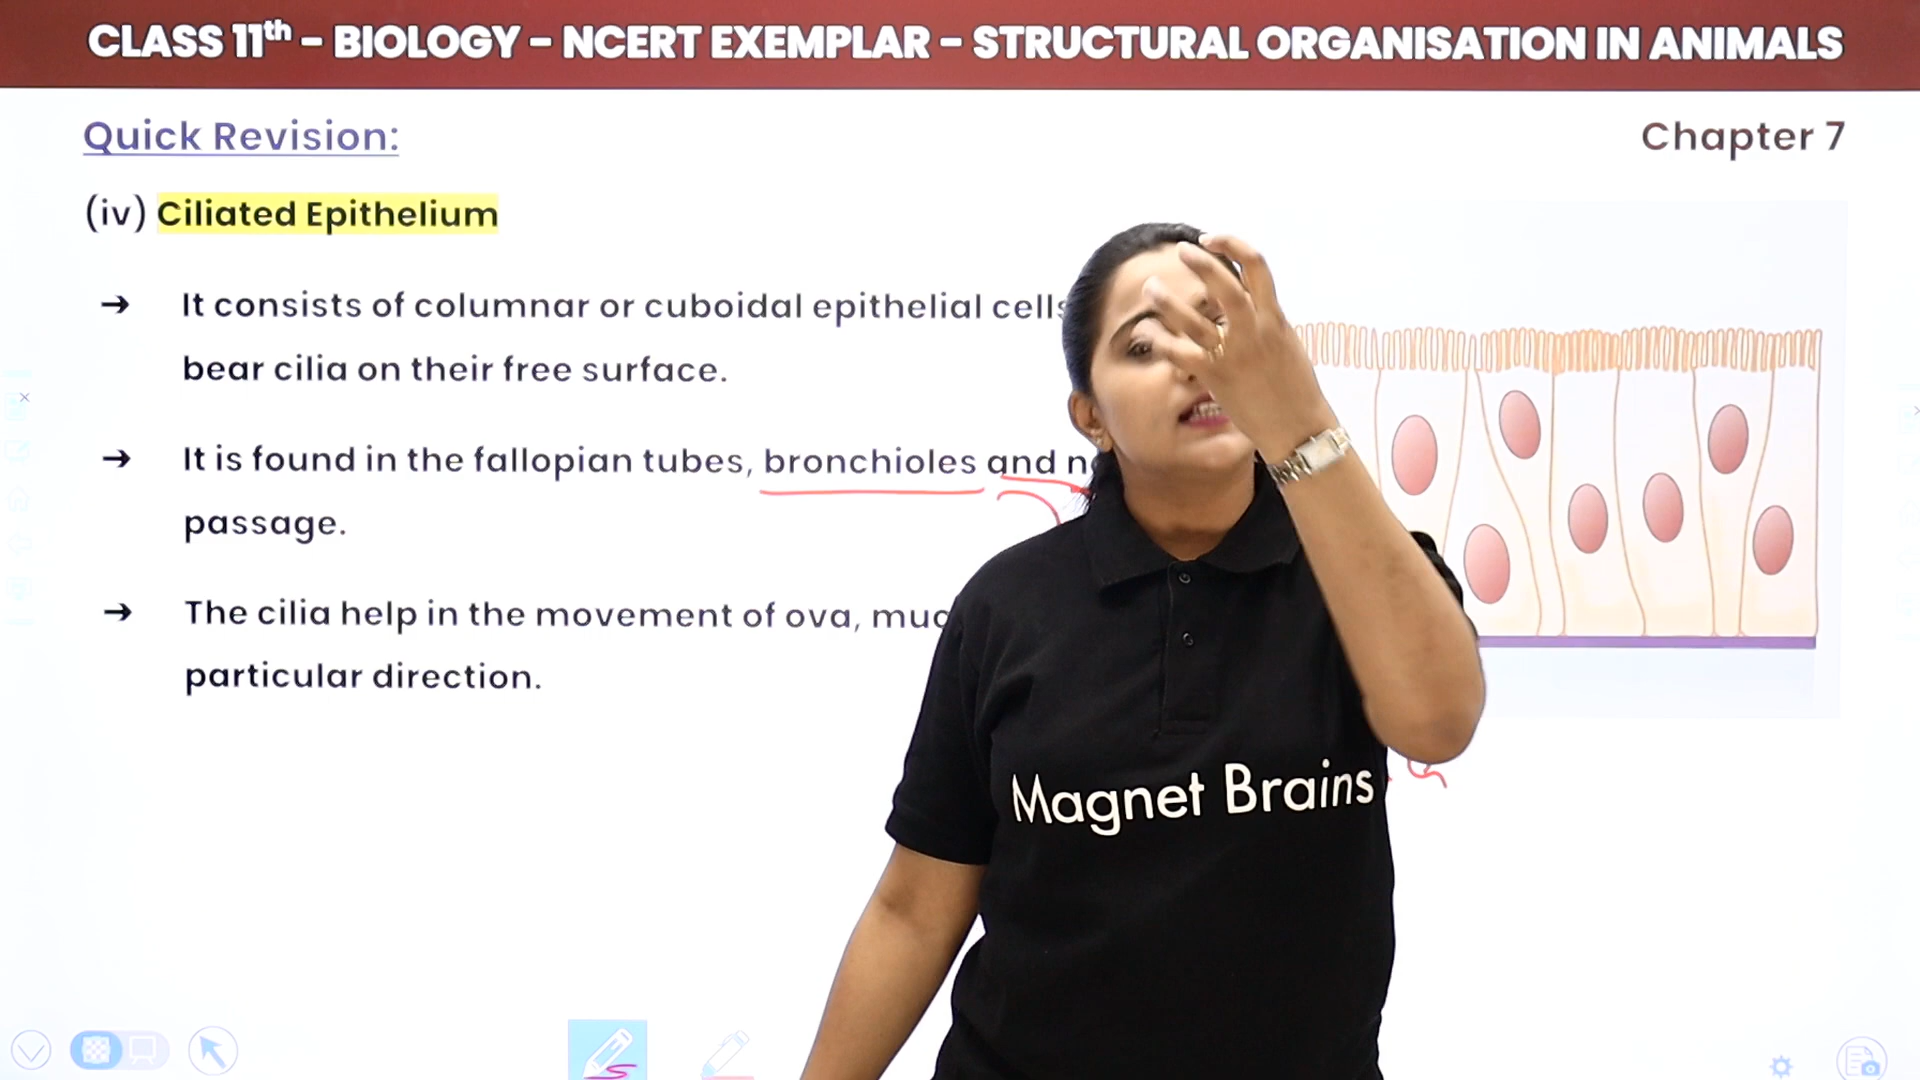 CLASS 11th – BIOLOGY – NCERT EXEMPLAR – STRUCTURAL ORGANISATION IN ANIMALS
Quick Revision:
Chapter 7
(iv) Ciliated Epithelium
→ It consists of columnar or cuboidal epithelial cells
bear cilia on their free surface.
→ It is found in the fallopian tubes, bronchioles and
passage.
→ The cilia help in the movement of ova,
particular direction.
Magnet Brains